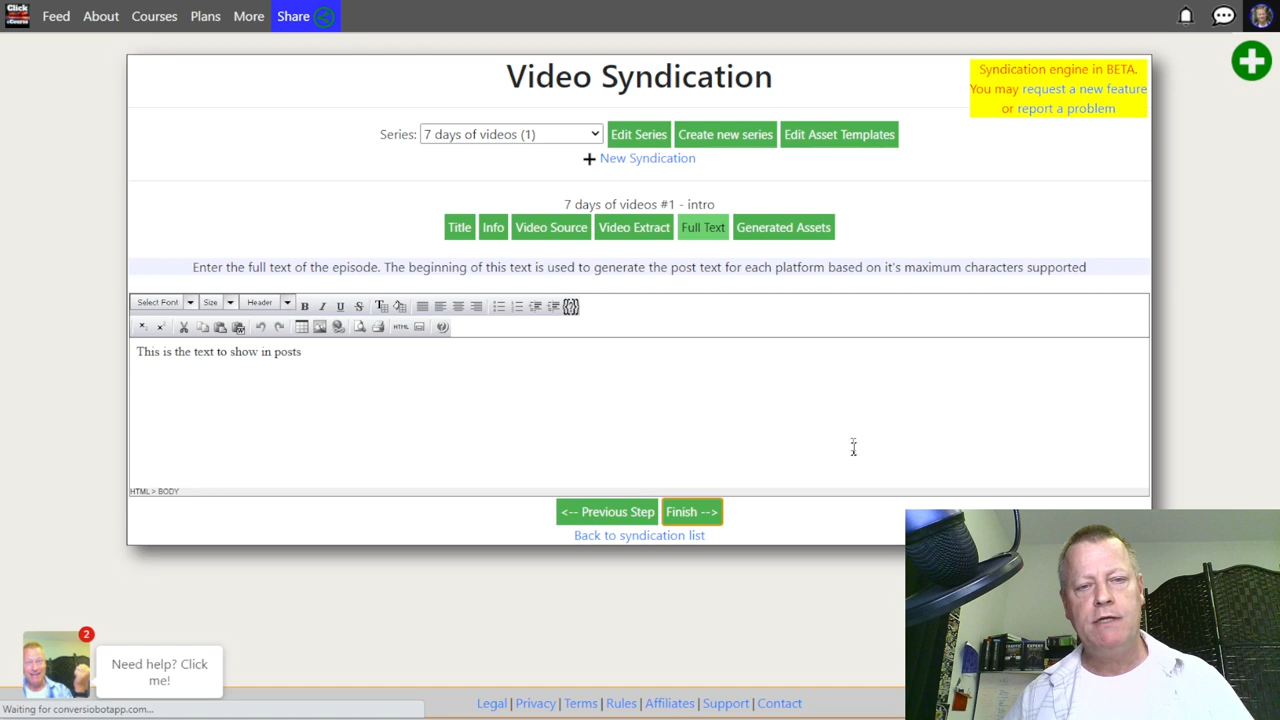 Click
eCourse
Feed About Courses Plans More Share
Video Syndication
Syndication engine in BETA.
You may request a new feature
or report a problem
Series: 7 days of videos (1) Edit Series Create new series Edit Asset Templates
New Syndication
7 days of videos #1 - intro
Title Info Video Source Video Extract Full Text Generated Assets
Enter the full text of the episode. The beginning of this text is used to generate the post text for each platform based on it's maximum characters supported
Select Font Size Header B I U S
HTML
This is the text to show in posts
HTML > BODY
<-- Previous Step Finish -->
Back to syndication list
2
Need help? Click
me!
Waiting for conversiobotapp.com...
Legal | Privacy | Terms | Rules | Affiliates | Support | Contact
TRAFFIC
EXPERT